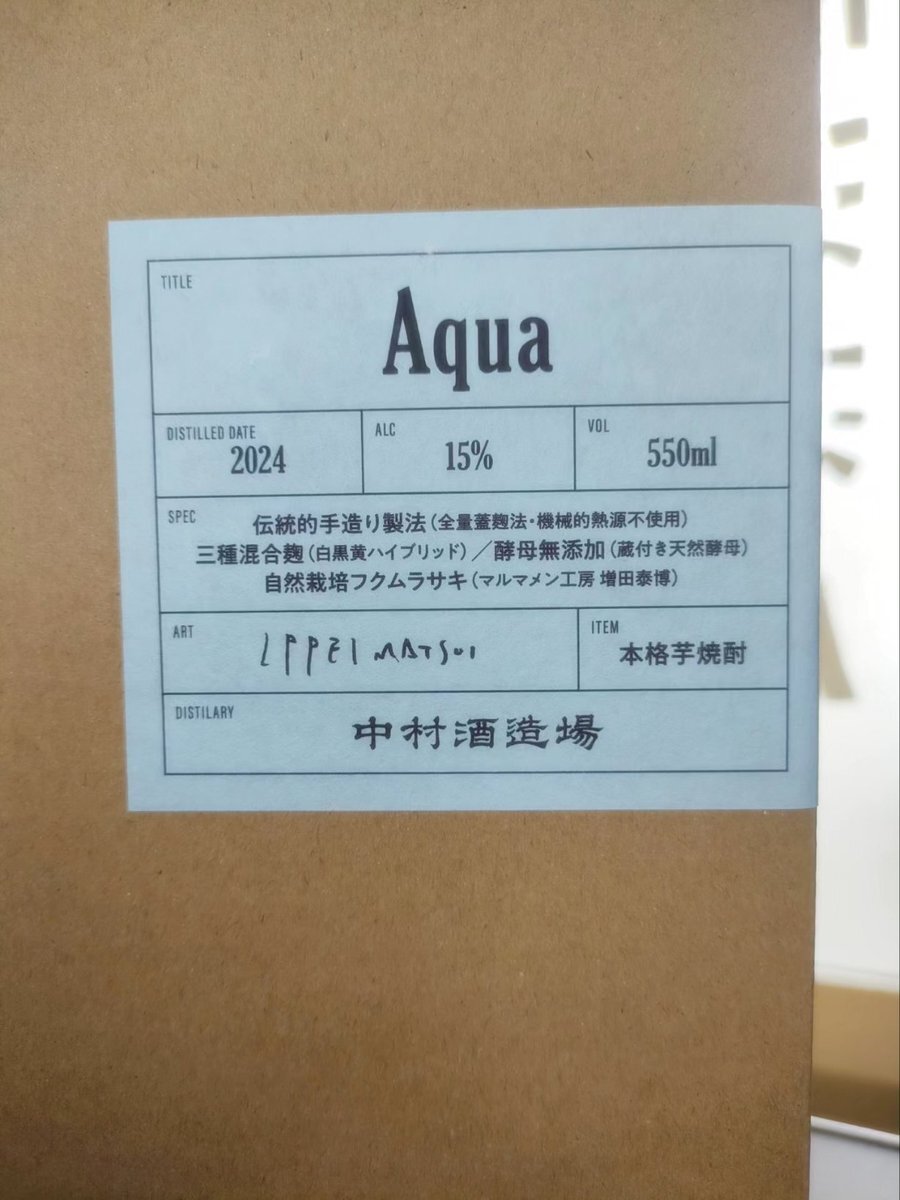 TITLE
Aqua
DISTILLED DATE
2024
ALC
15%
VOL
550ml
SPEC
伝統的手造り製法(全量蓋麹法・機械的熱源不使用)
三種混合麹(白黒黄ハイブリッド)/酵母無添加(蔵付き天然酵母)
自然栽培フクムラサキ(マルマメン工房 増田泰博)
ART
IPPEI MATSUI
ITEM
本格芋焼酎
DISTILARY
中村酒造場